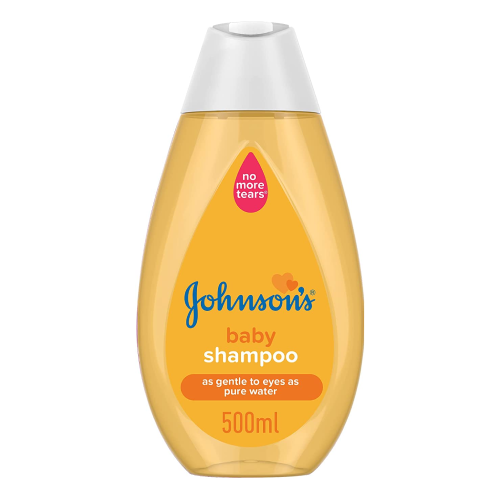 no
more
tears®
Johnson's®
baby
shampoo
as gentle to eyes as
pure water
500ml